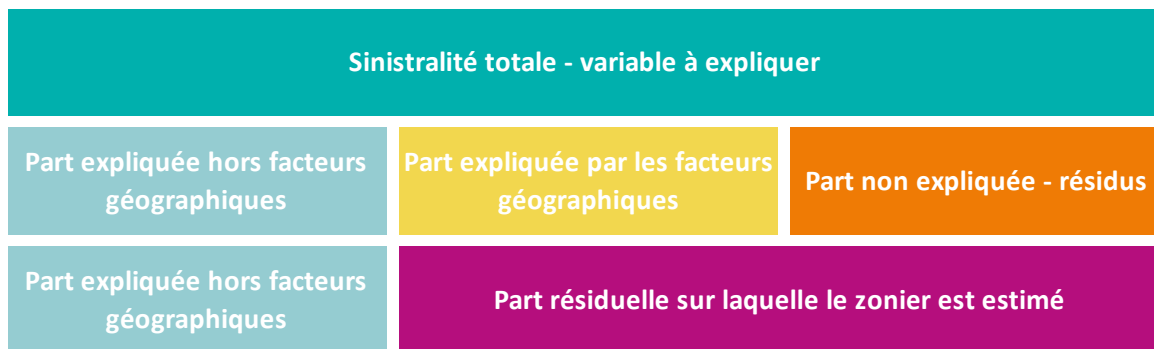 Sinistralité totale - variable à expliquer
Part expliquée hors facteurs
géographiques
Part expliquée par les facteurs
géographiques
Part non expliquée - résidus
Part expliquée hors facteurs
géographiques
Part résiduelle sur laquelle le zonier est estimé